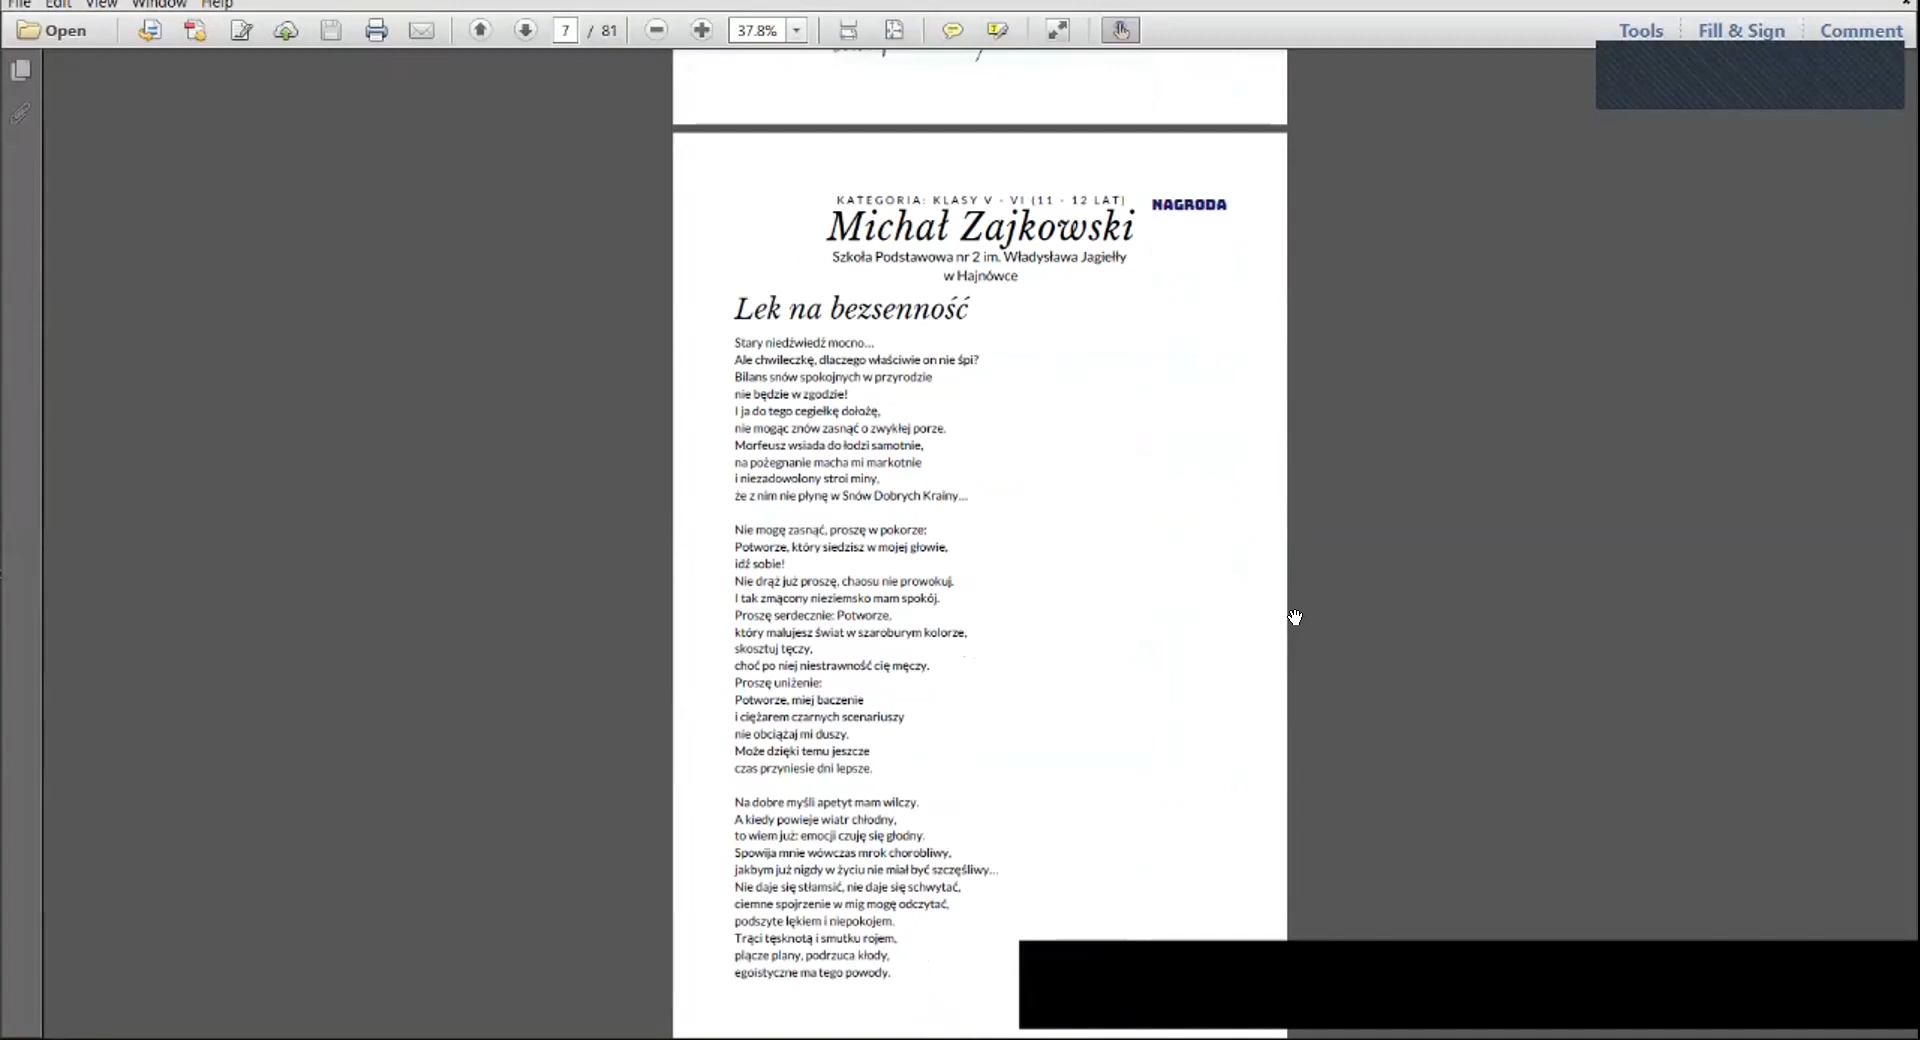 File Edit View Window Help
Open 7 / 81 37.8% Tools Fill & Sign Comment
KATEGORIA: KLASY V - VI (11 - 12 LAT)
NAGRODA
Michał Zajkowski
Szkoła Podstawowa nr 2 im. Władysława Jagiełły
w Hajnówce
Lek na bezsenność
Stary niedźwiedź mocno...
Ale chwileczkę, dlaczego właściwie on nie śpi?
Bilans snów spokojnych w przyrodzie
nie będzie w zgodzie!
I ja do tego cegiełkę dołożę,
nie mogąc znów zasnąć o zwykłej porze.
Morfeusz wsiada do łodzi samotnie,
na pożegnanie macha mi markotnie
i niezadowolony stroi miny,
że z nim nie płynę w Snów Dobrych Krainy...
Nie mogę zasnąć, proszę w pokorze:
Potworze, który siedzisz w mojej głowie,
idź sobie!
Nie drąż już proszę, chaosu nie prowokuj.
I tak zmącony nieziemsko mam spokój.
Proszę serdecznie: Potworze,
który malujesz świat w szaroburym kolorze,
skosztuj tęczy,
choć po niej niestrawność cię męczy.
Proszę uniżenie:
Potworze, miej baczenie
i ciężarem czarnych scenariuszy
nie obciążaj mi duszy.
Może dzięki temu jeszcze
czas przyniesie dni lepsze.
Na dobre myśli apetyt mam wilczy.
A kiedy powieje wiatr chłodny,
to wiem już: emocji czuję się głodny.
Spowija mnie wówczas mrok chorobliwy,
jakbym już nigdy w życiu nie miał być szczęśliwy...
Nie daje się stłamsić, nie daje się schwytać,
ciemne spojrzenie w mig mogę odczytać,
podszyte lękiem i niepokojem.
Trąci tęsknotą i smutku rojem,
plącze plany, podrzuca kłody,
egoistyczne ma tego powody.